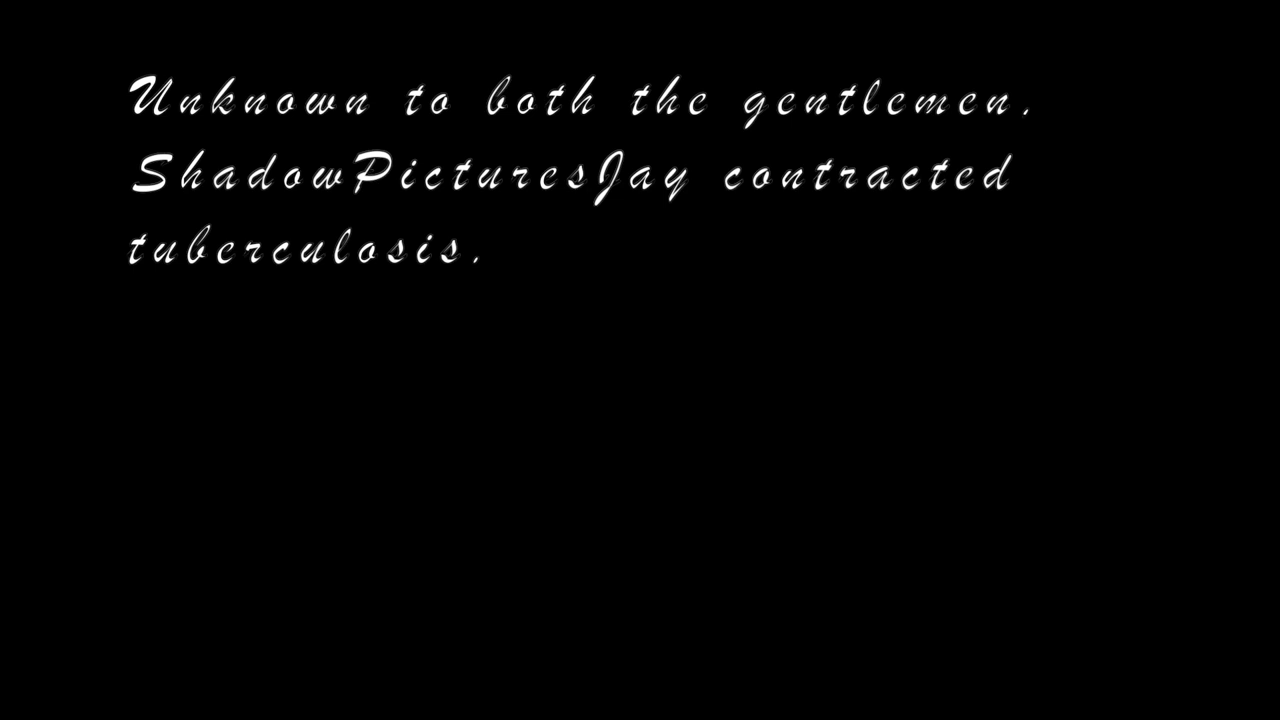 Unknown to both the gentlemen.
ShadowPicturesJay contracted
tuberculosis.